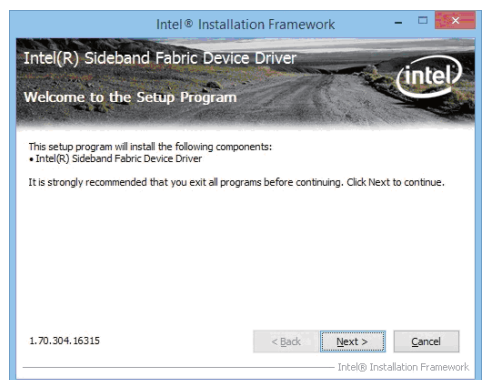 Intel® Installation Framework
Intel(R) Sideband Fabric Device Driver
intel
Welcome to the Setup Program
This setup program will install the following components:
• Intel(R) Sideband Fabric Device Driver
It is strongly recommended that you exit all programs before continuing. Click Next to continue.
1.70.304.16315
< Back
Next >
Cancel
Intel® Installation Framework